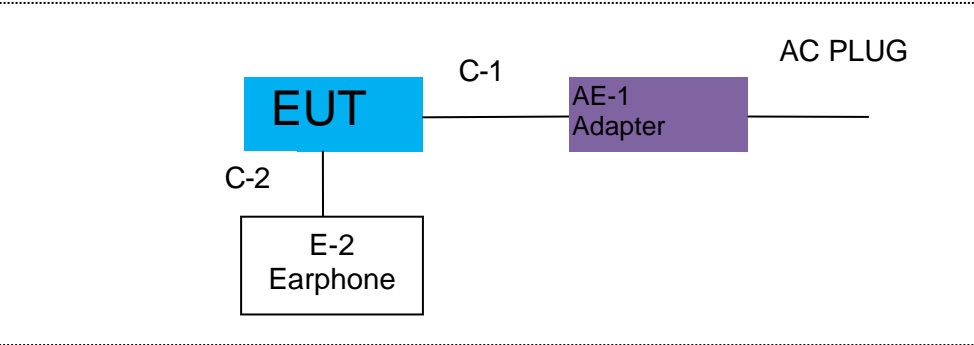 AC PLUG
C-1
EUT
AE-1
Adapter
C-2
E-2
Earphone